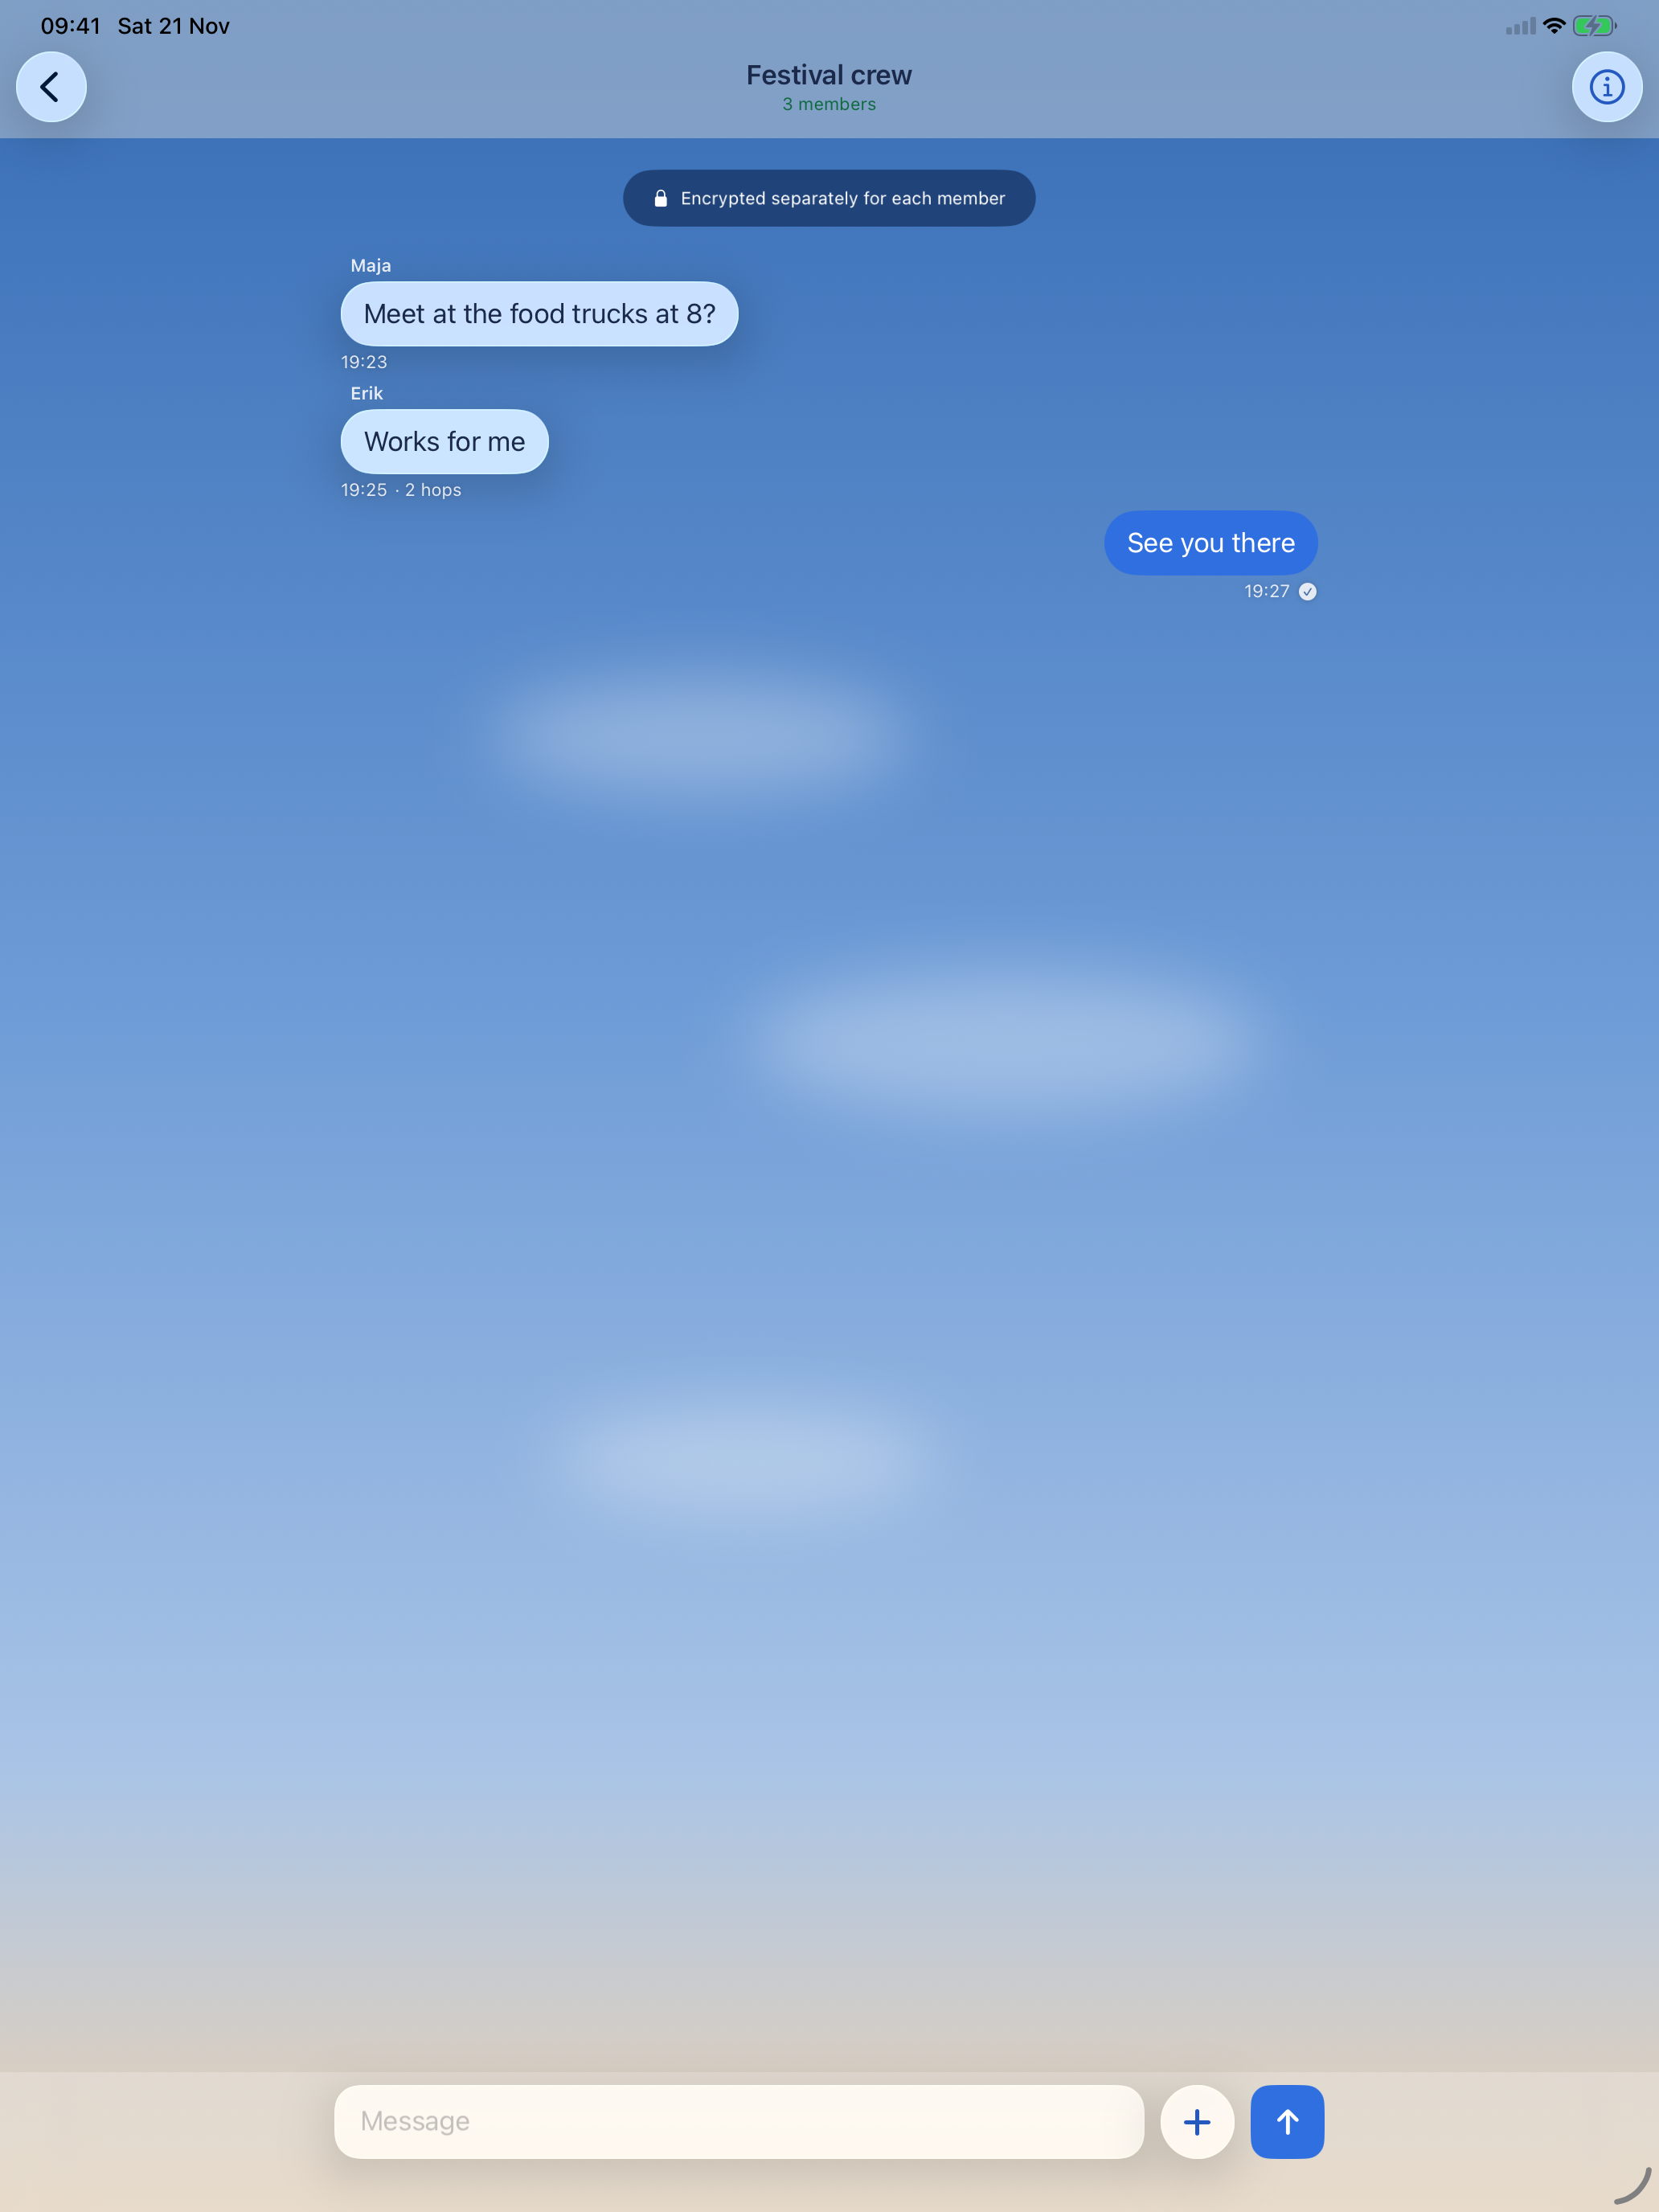 09:41 Sat 21 Nov
Festival crew
3 members
Encrypted separately for each member
Maja
Meet at the food trucks at 8?
19:23
Erik
Works for me
19:25 · 2 hops
See you there
19:27
Message